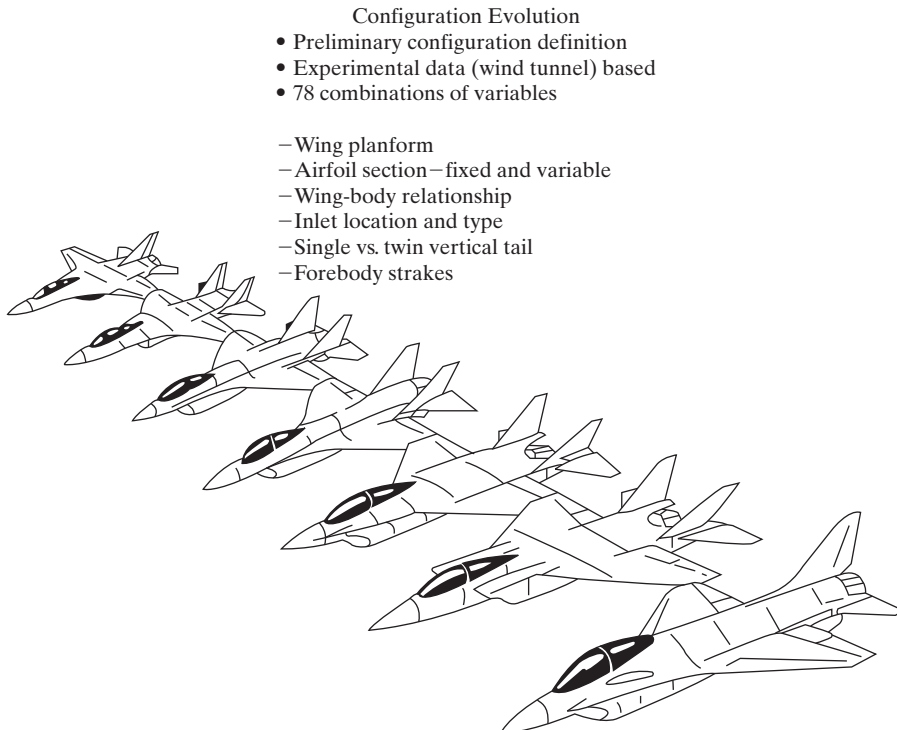 Configuration Evolution
• Preliminary configuration definition
• Experimental data (wind tunnel) based
• 78 combinations of variables
−Wing planform
−Airfoil section−fixed and variable
−Wing-body relationship
−Inlet location and type
−Single vs. twin vertical tail
−Forebody strakes